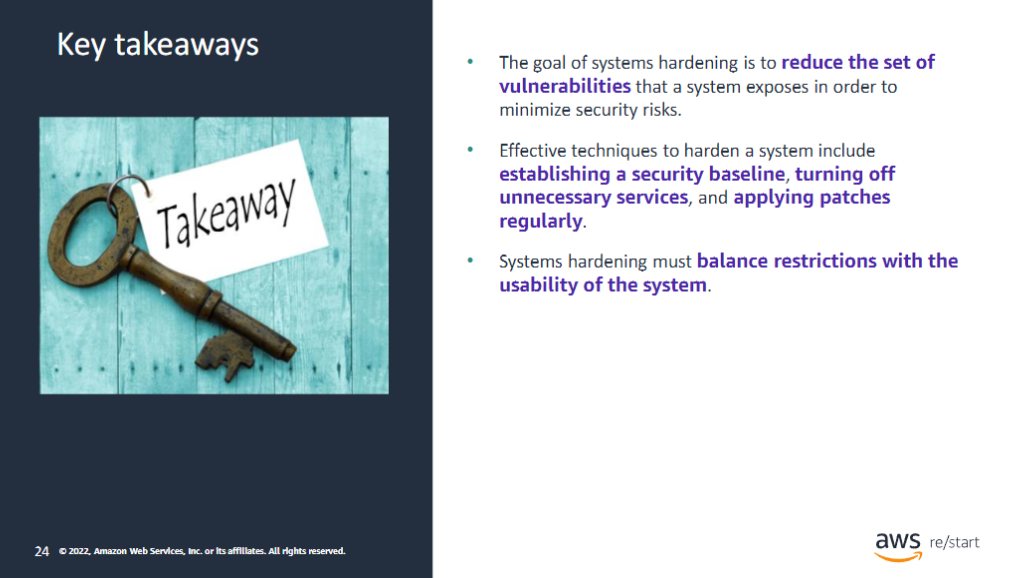 Key takeaways
Takeaway
• The goal of systems hardening is to reduce the set of
vulnerabilities that a system exposes in order to
minimize security risks.
• Effective techniques to harden a system include
establishing a security baseline, turning off
unnecessary services, and applying patches
regularly.
• Systems hardening must balance restrictions with the
usability of the system.
24 © 2022, Amazon Web Services, Inc. or its affiliates. All rights reserved.
aws re/start